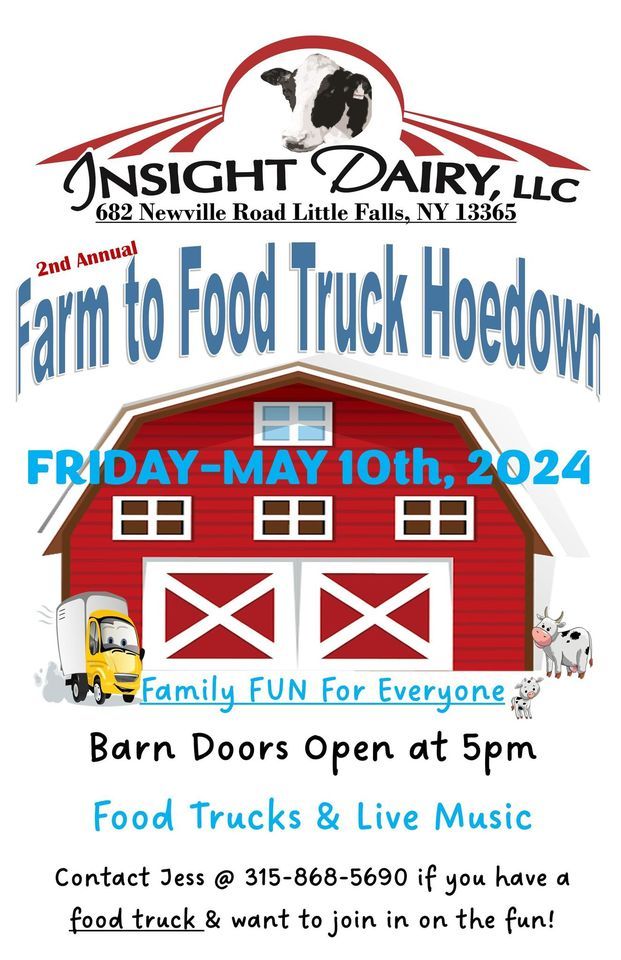 INSIGHT DAIRY, LLC
682 Newville Road Little Falls, NY 13365
2nd Annual
Farm to Food Truck Hoedown
FRIDAY-MAY 10th, 2024
Family FUN For Everyone
Barn Doors Open at 5pm
Food Trucks & Live Music
Contact Jess @ 315-868-5690 if you have a
food truck & want to join in on the fun!